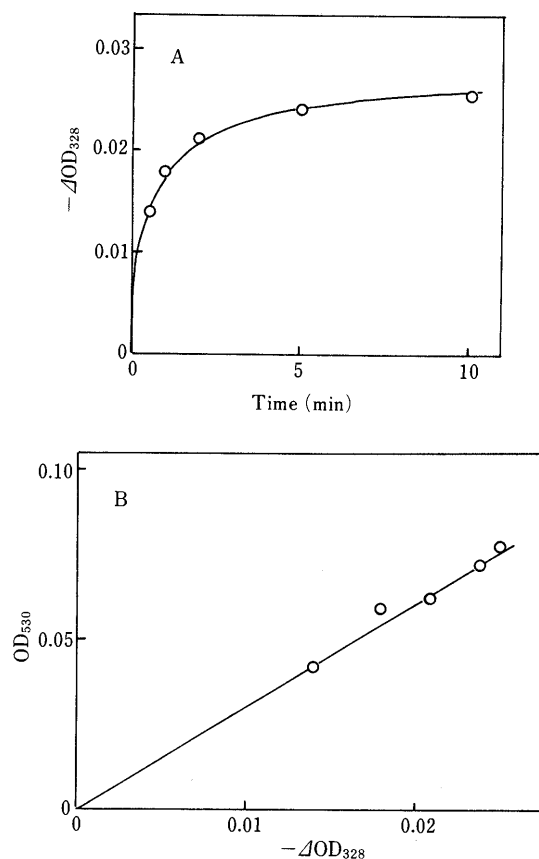 A
0.03
0.02
0.01
0
−ΔOD₃₂₈
0 5 10
Time (min)
B
0.10
0.05
0
OD₅₃₀
0 0.01 0.02
−ΔOD₃₂₈